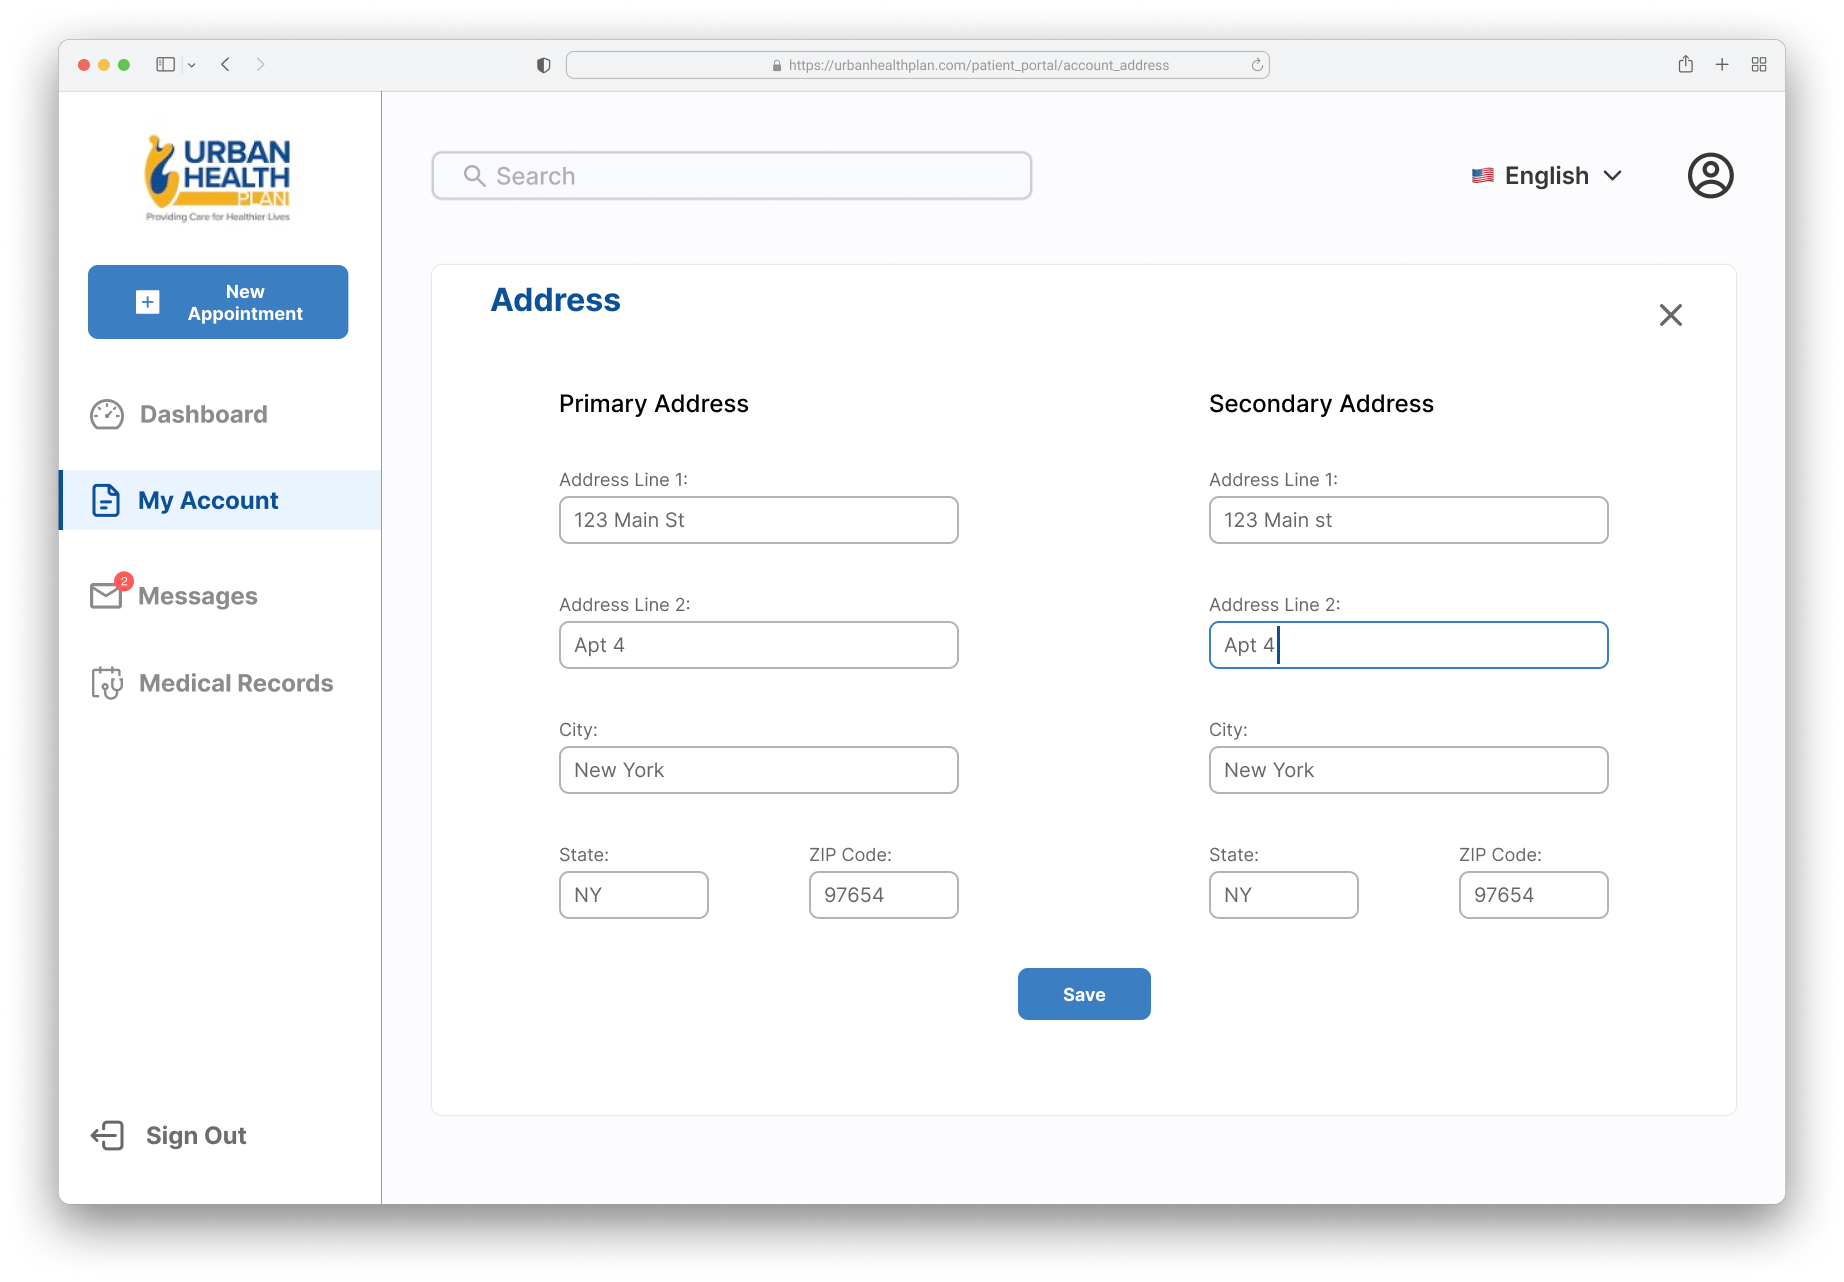 https://urbanhealthplan.com/patient_portal/account_address
URBAN
HEALTH
PLAN
Providing Care for Healthier Lives
Search
English
New
Appointment
Dashboard
My Account
2
Messages
Medical Records
Sign Out
Address
Primary Address
Address Line 1:
123 Main St
Address Line 2:
Apt 4
City:
New York
State:
ZIP Code:
NY
97654
Secondary Address
Address Line 1:
123 Main st
Address Line 2:
Apt 4
City:
New York
State:
ZIP Code:
NY
97654
Save